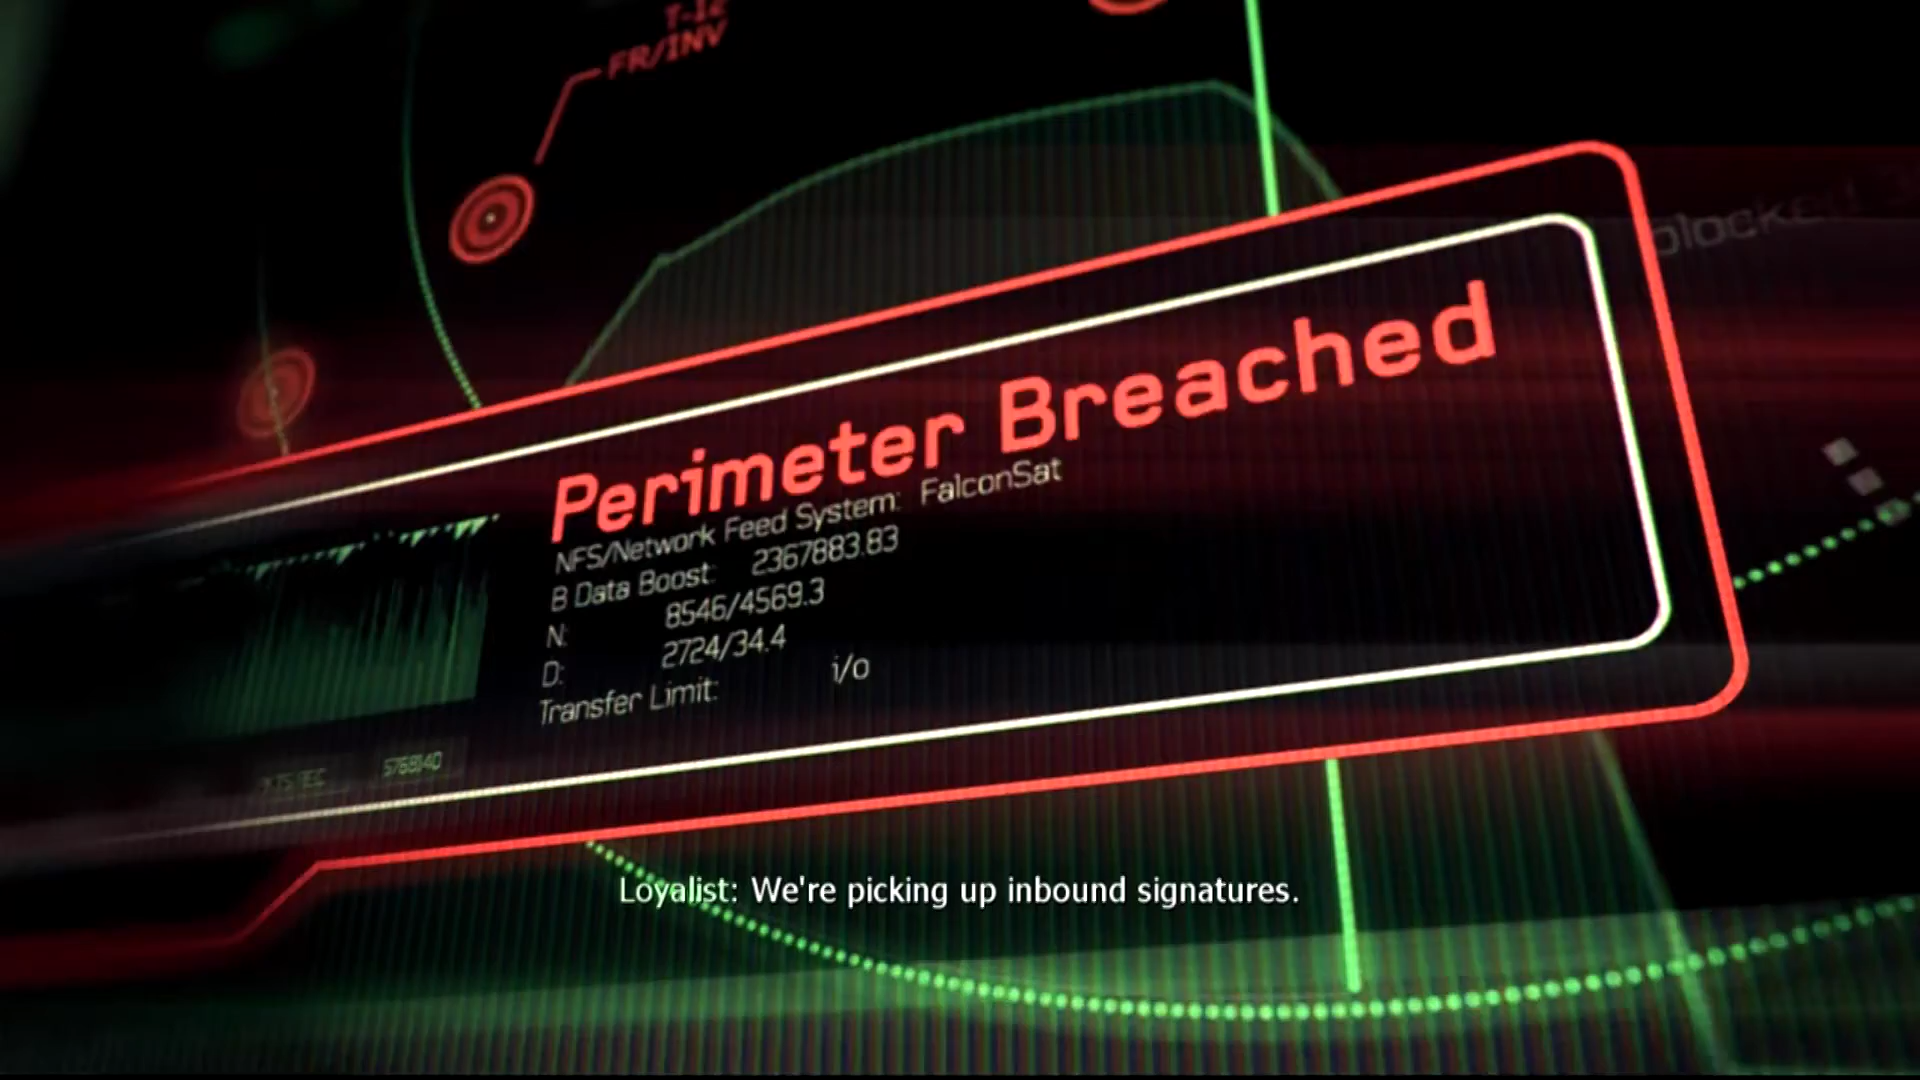 T-12
FR/INV
blocked
Perimeter Breached
NFS/Network Feed System: FalconSat
B Data Boost: 2367883.83
N: 8546/4569.3
D: 2724/34.4
Transfer Limit: i/o
Loyalist: We're picking up inbound signatures.